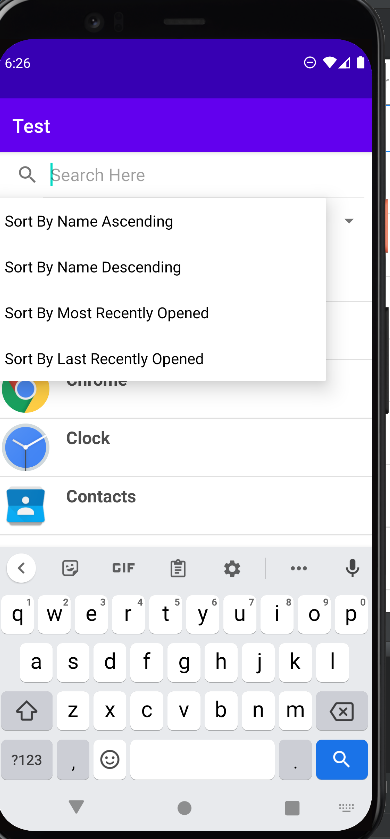 6:26
Test
Search Here
Sort By Name Ascending
Sort By Name Descending
Sort By Most Recently Opened
Sort By Last Recently Opened
Chrome
Clock
Contacts
GIF
1 2 3 4 5 6 7 8 9 0
q w e r t y u i o p
a s d f g h j k l
z x c v b n m
?123 , .